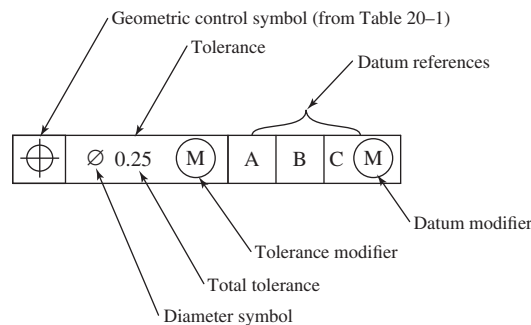 Geometric control symbol (from Table 20–1)
Tolerance
Datum references
⌀ 0.25 M A B C M
Datum modifier
Tolerance modifier
Total tolerance
Diameter symbol